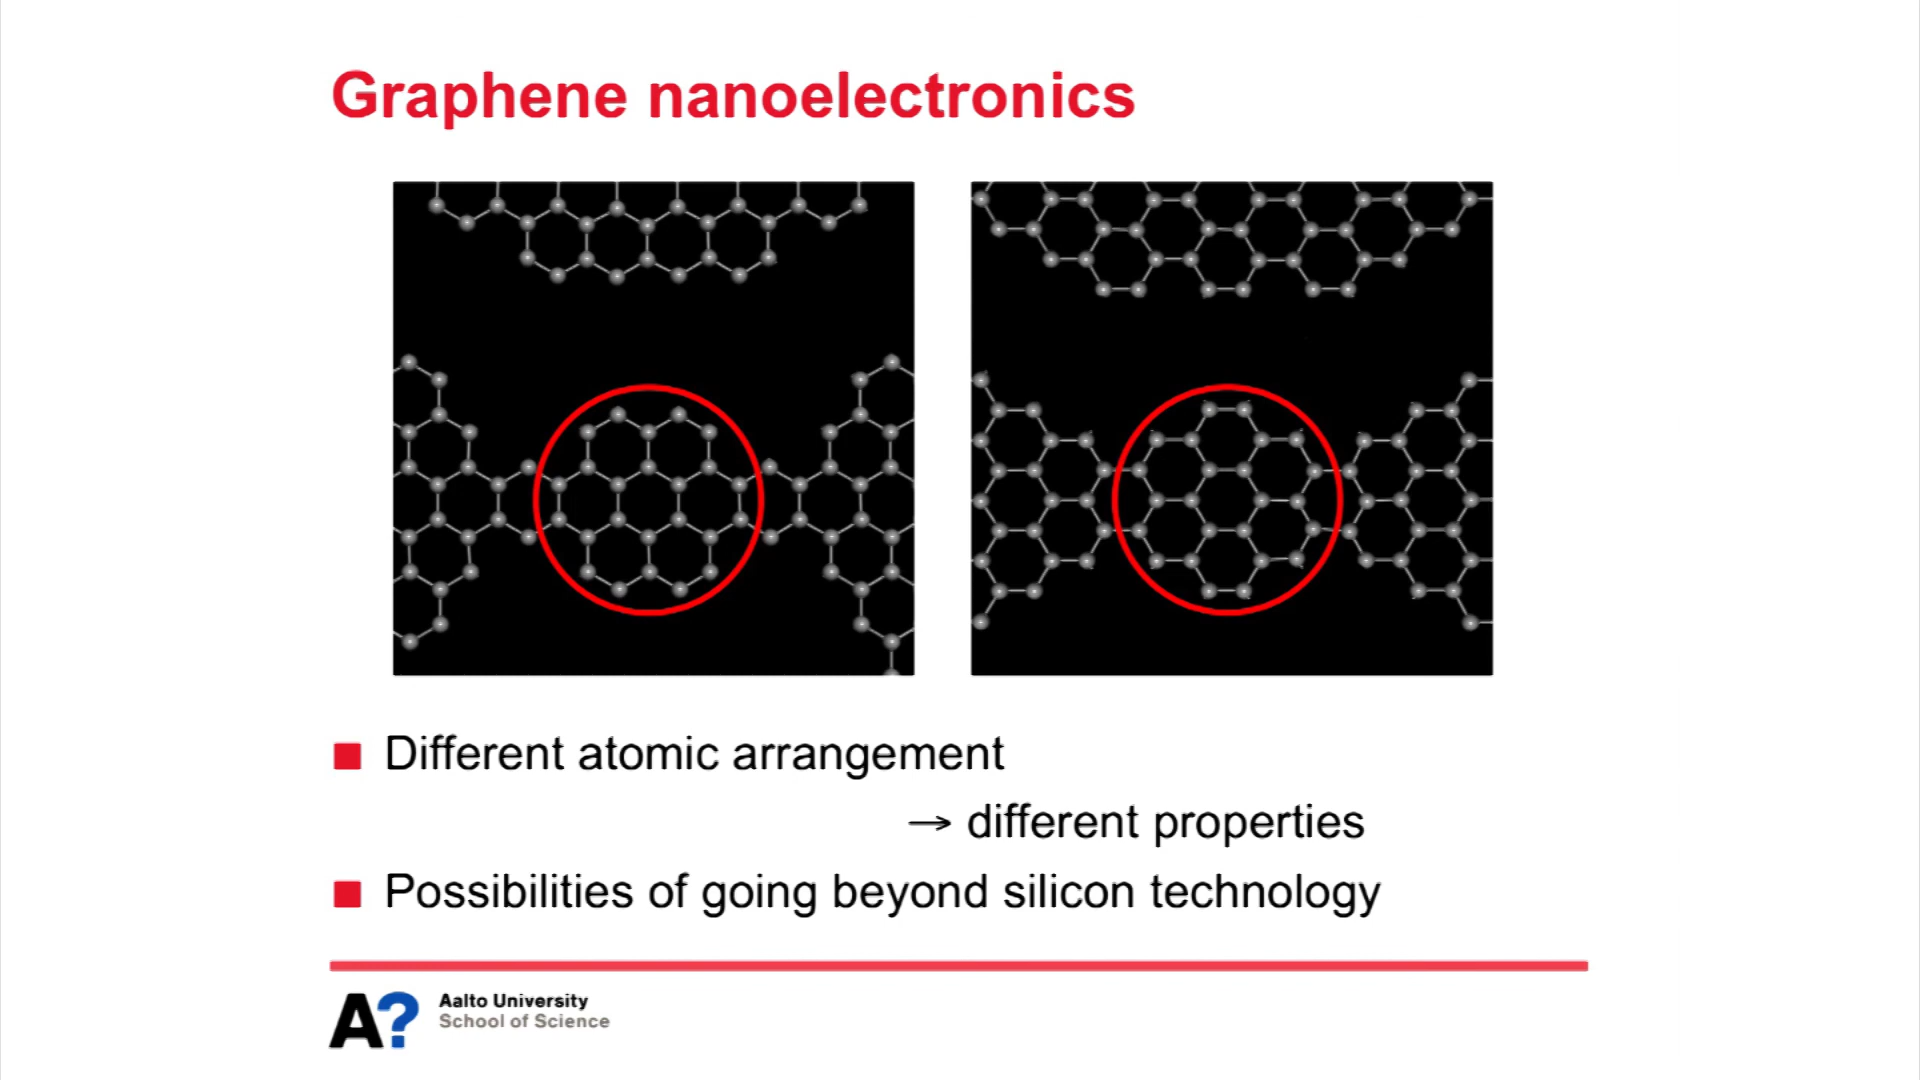 Graphene nanoelectronics
Different atomic arrangement
→ different properties
Possibilities of going beyond silicon technology
A?
Aalto University
School of Science